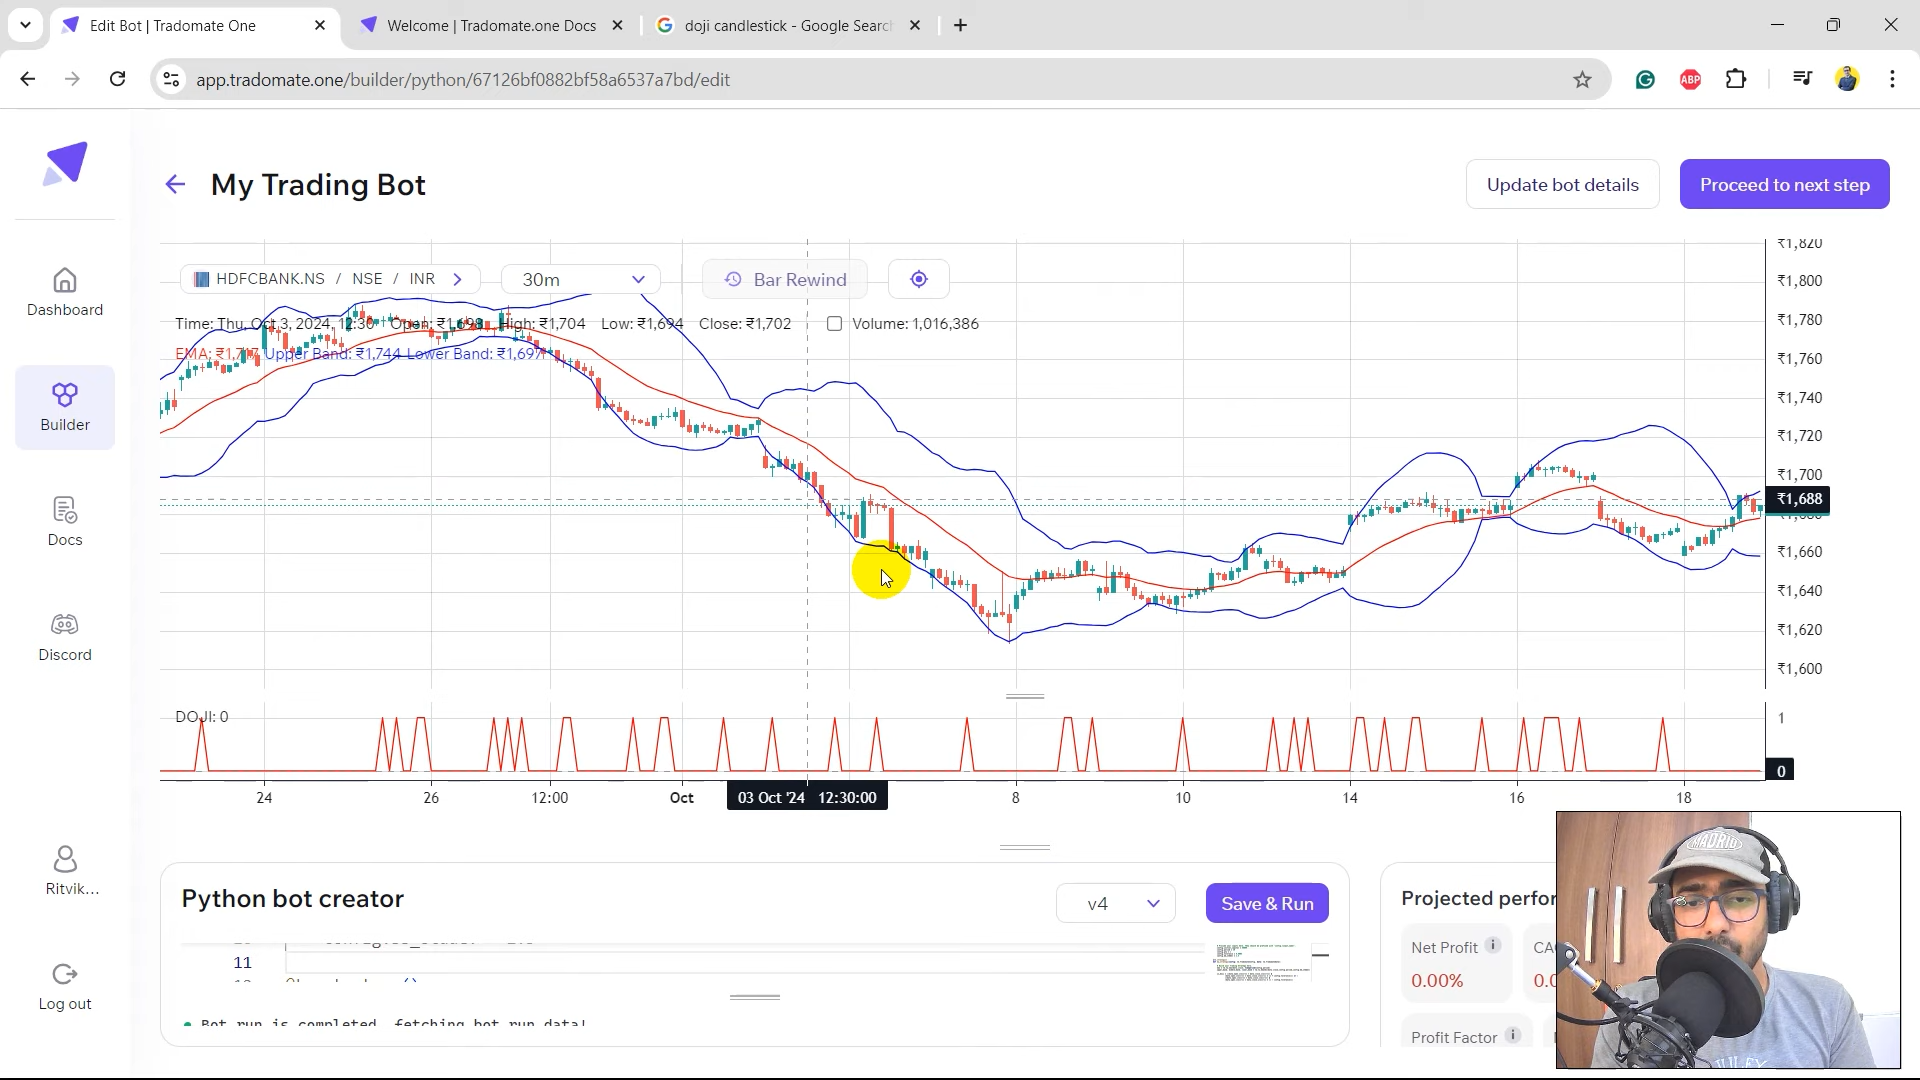 Edit Bot | Tradomate One
Welcome | Tradomate.one Docs
doji candlestick - Google Search
app.tradomate.one/builder/python/67126bf0882bf58a6537a7bd/edit
ABP
My Trading Bot
Update bot details
Proceed to next step
Dashboard
Builder
Docs
Discord
Ritvik...
Log out
HDFCBANK.NS / NSE / INR
30m
Bar Rewind
Time: Thu, Oct 3, 2024, 12:30 Open: ₹1,698 High: ₹1,704 Low: ₹1,694 Close: ₹1,702 Volume: 1,016,386
EMA: ₹1,717 Upper Band: ₹1,744 Lower Band: ₹1,697
₹1,820
₹1,800
₹1,780
₹1,760
₹1,740
₹1,720
₹1,700
₹1,688
₹1,660
₹1,640
₹1,620
₹1,600
DOJI: 0
1
0
24 26 12:00 Oct 03 Oct '24 12:30:00 8 10 14 16 18
Python bot creator
v4
Save & Run
11
Bot run is completed, fetching bot run data!
Projected perfor
Net Profit
0.00%
CA
0.0
Profit Factor
MADRID